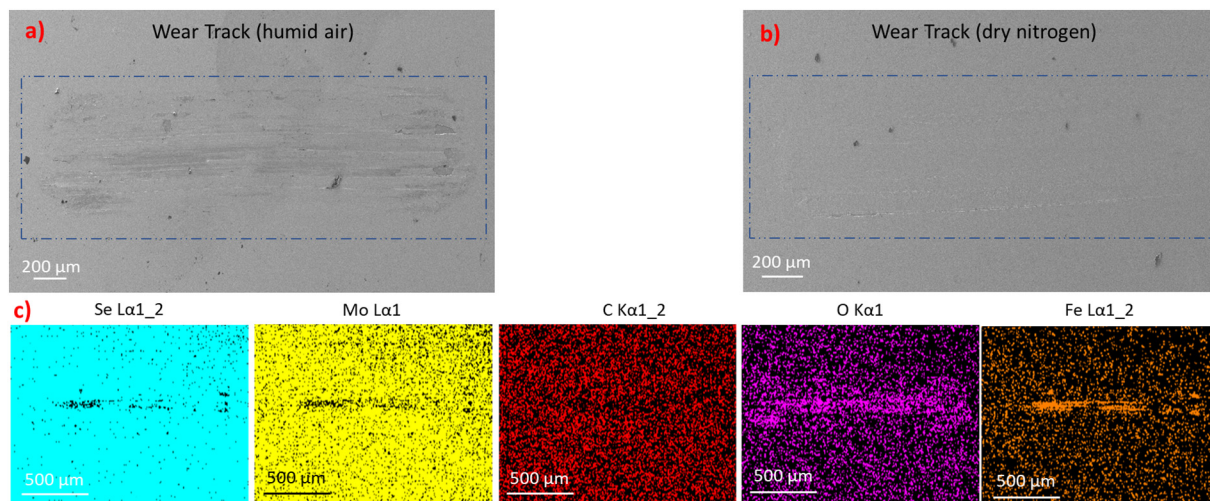 a)
Wear Track (humid air)
200 µm
b)
Wear Track (dry nitrogen)
200 µm
c)
Se Lα1_2
500 µm
Mo Lα1
500 µm
C Kα1_2
500 µm
O Kα1
500 µm
Fe Lα1_2
500 µm